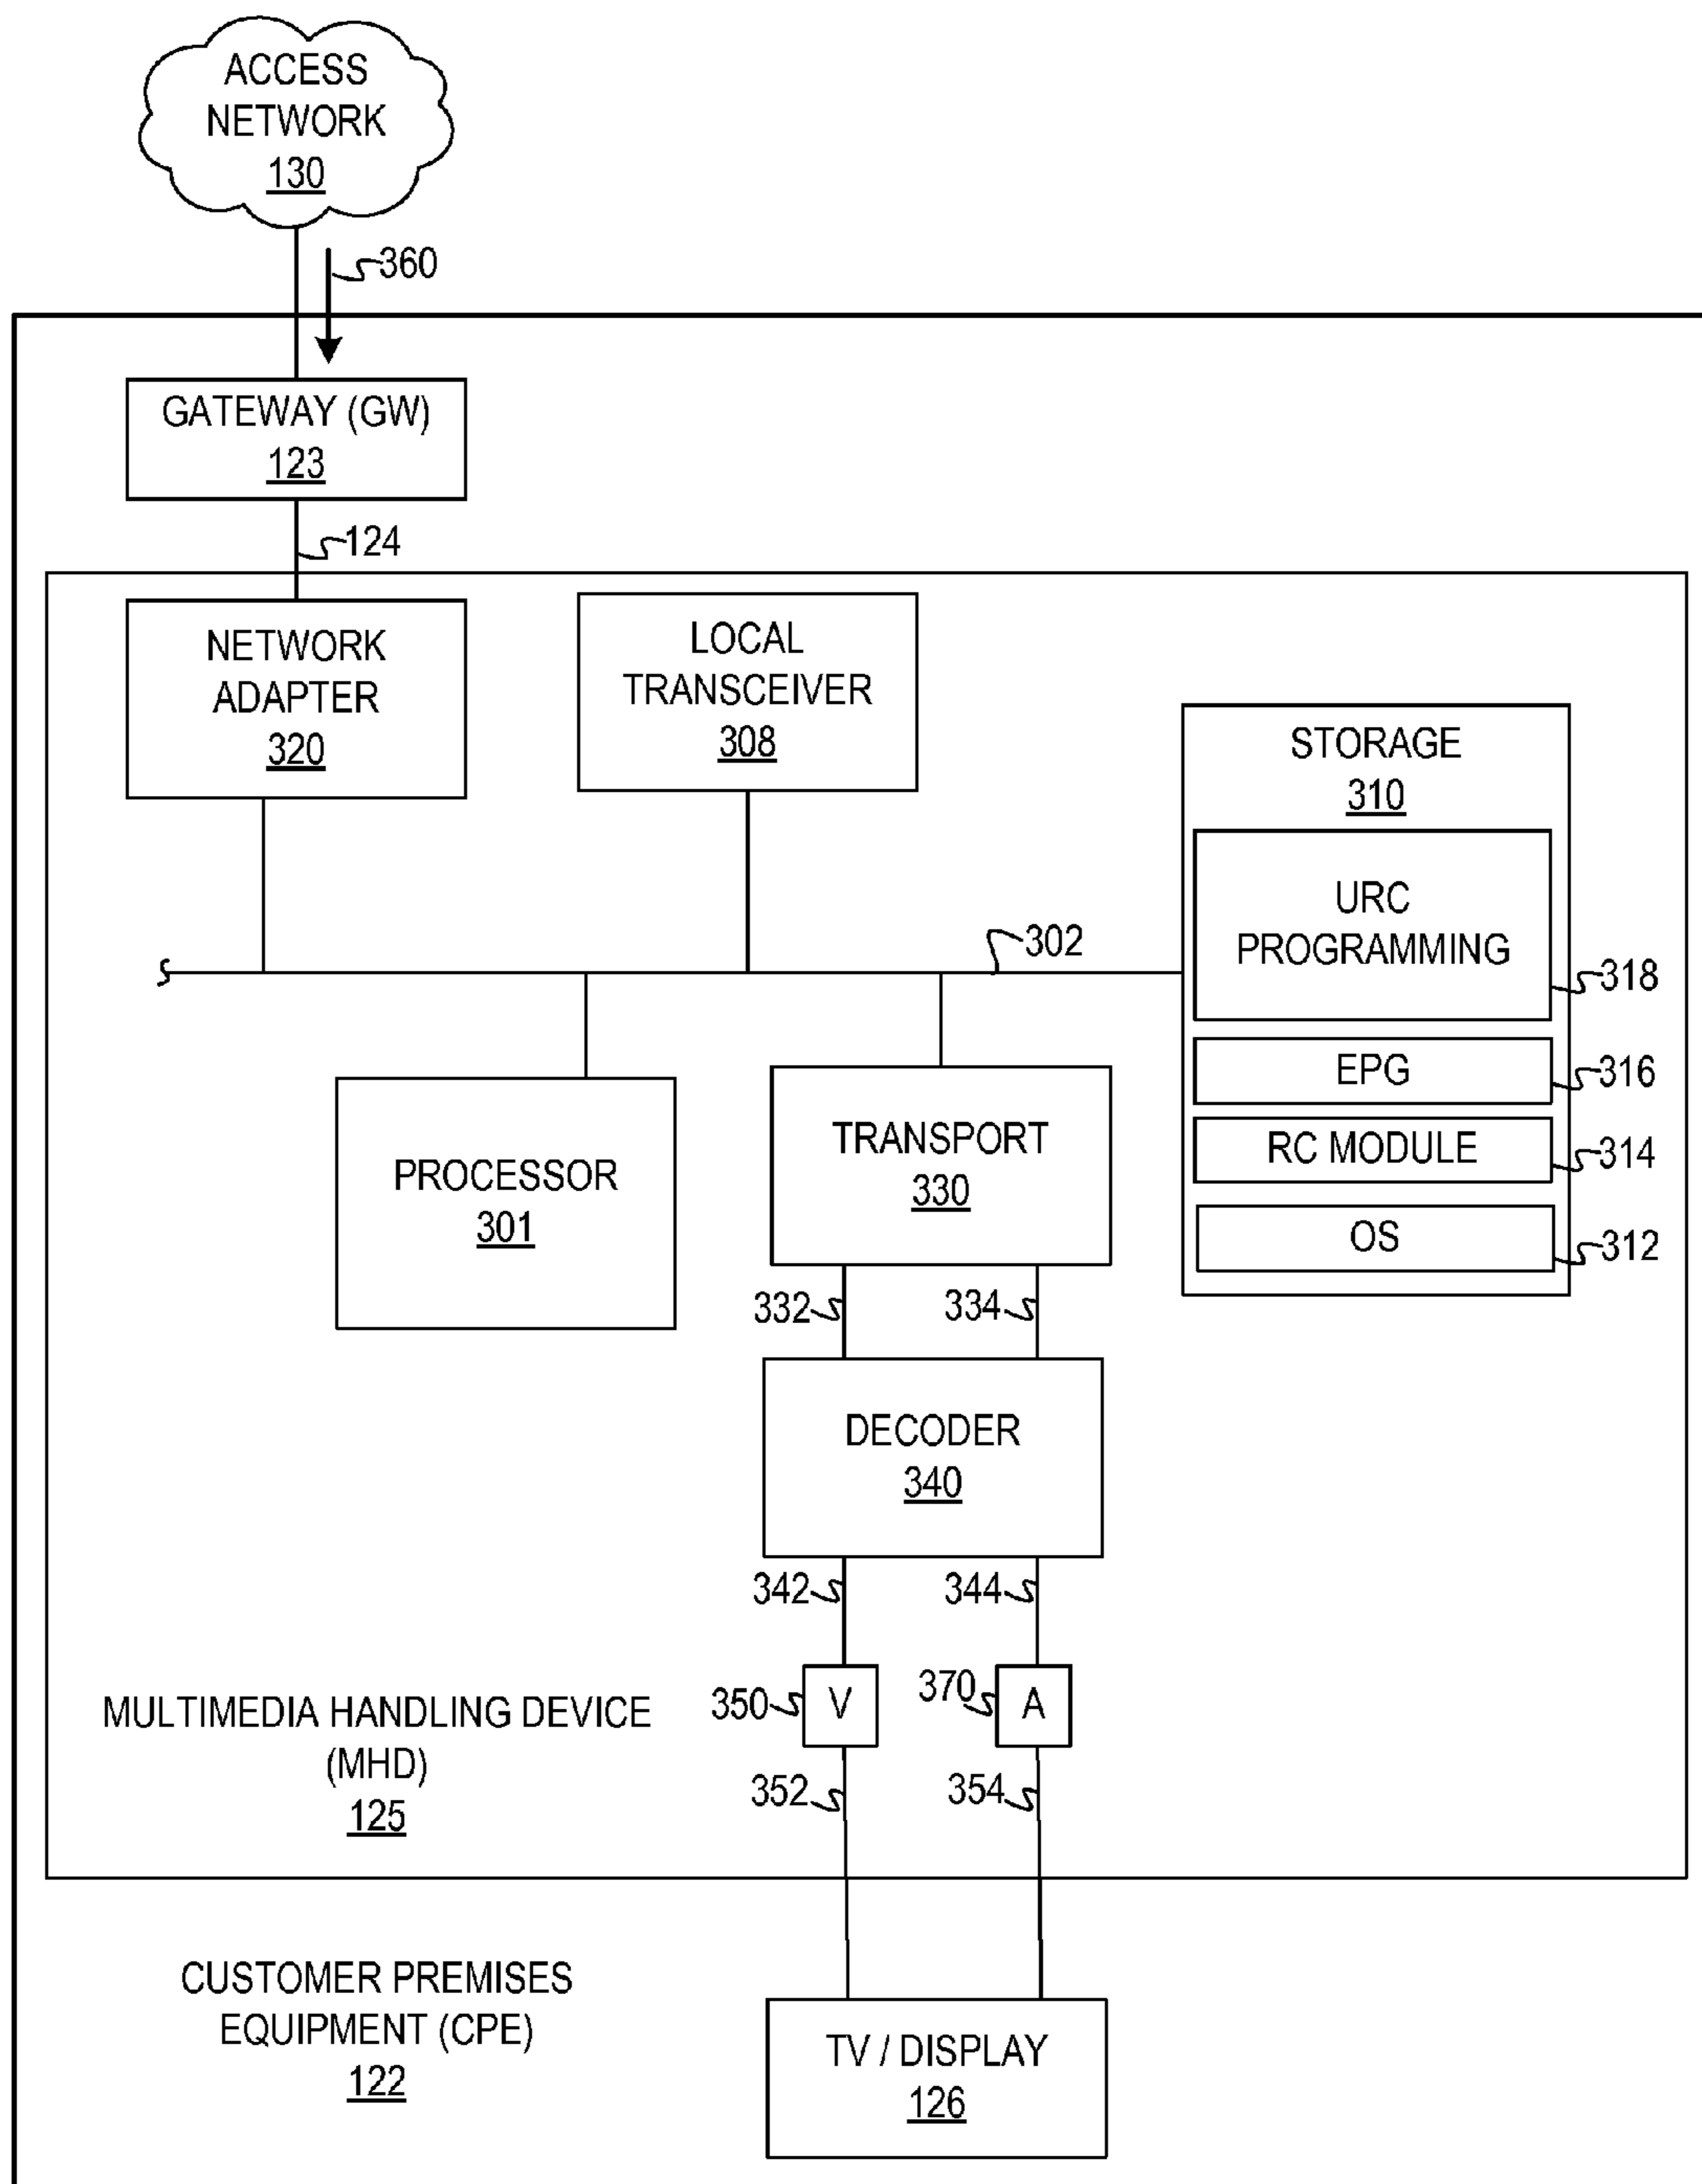 ACCESS
NETWORK
130
360
GATEWAY (GW)
123
124
NETWORK
ADAPTER
320
LOCAL
TRANSCEIVER
308
STORAGE
310
URC
PROGRAMMING
318
302
EPG
316
RC MODULE
314
OS
312
PROCESSOR
301
TRANSPORT
330
332
334
DECODER
340
342
344
350
V
370
A
MULTIMEDIA HANDLING DEVICE
(MHD)
125
352
354
CUSTOMER PREMISES
EQUIPMENT (CPE)
122
TV / DISPLAY
126